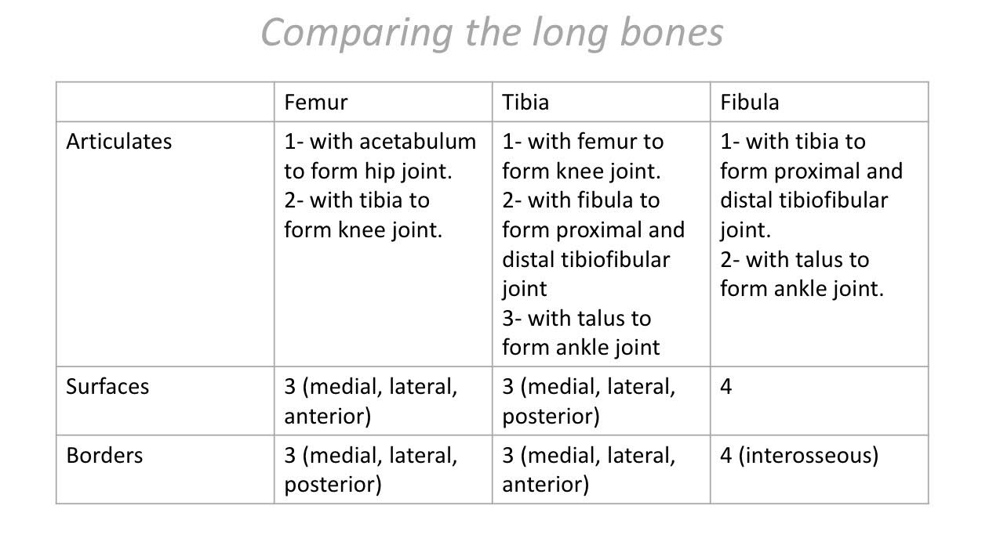 Comparing the long bones
Femur
Tibia
Fibula
Articulates
1- with acetabulum
to form hip joint.
2- with tibia to
form knee joint.
1- with femur to
form knee joint.
2- with fibula to
form proximal and
distal tibiofibular
joint
3- with talus to
form ankle joint
1- with tibia to
form proximal and
distal tibiofibular
joint.
2- with talus to
form ankle joint.
Surfaces
3 (medial, lateral,
anterior)
3 (medial, lateral,
posterior)
4
Borders
3 (medial, lateral,
posterior)
3 (medial, lateral,
anterior)
4 (interosseous)